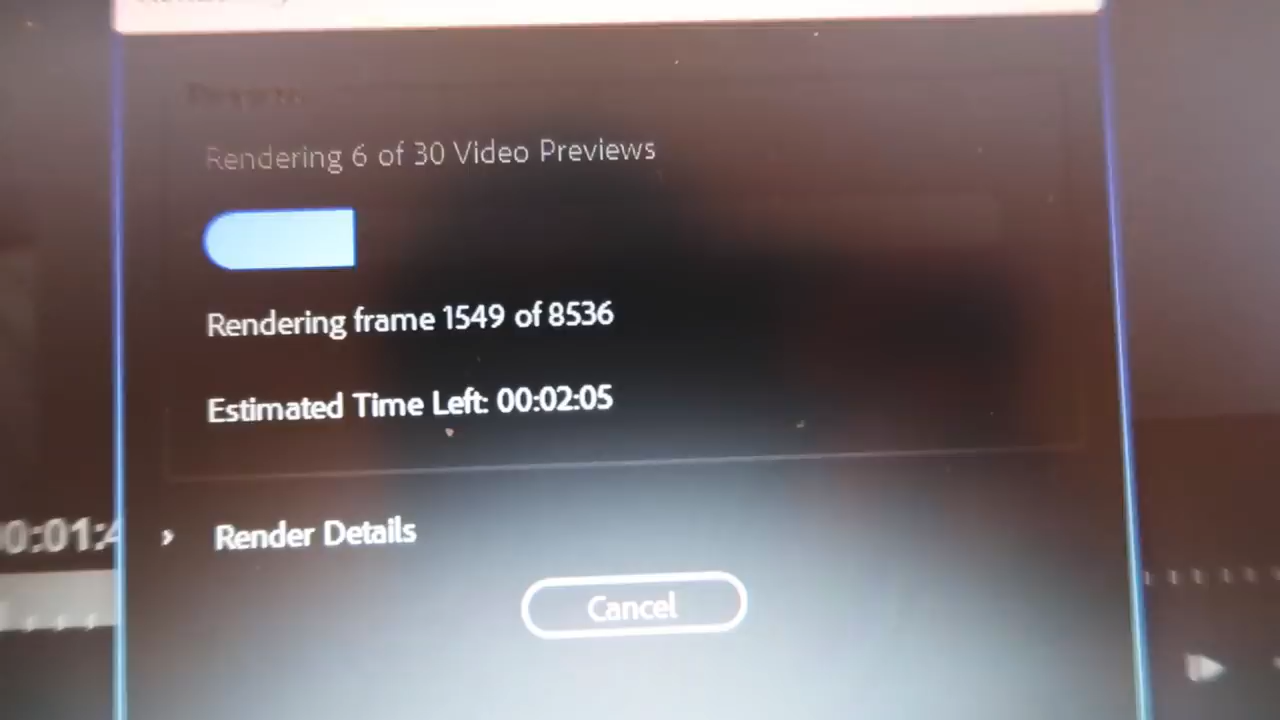 Rendering 6 of 30 Video Previews
Rendering frame 1549 of 8536
Estimated Time Left: 00:02:05
Render Details
Cancel